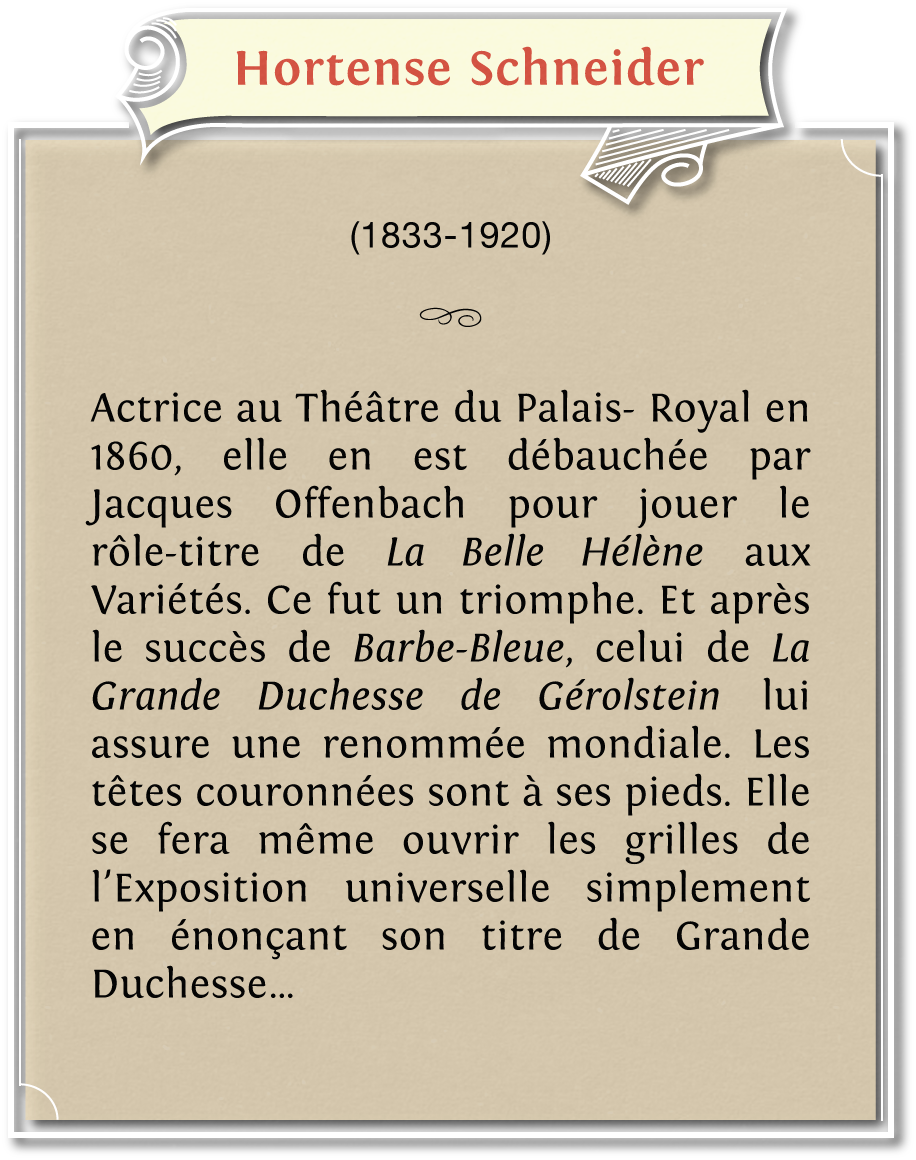 Hortense Schneider
(1833-1920)
Actrice au Théâtre du Palais- Royal en
1860, elle en est débauchée par
Jacques Offenbach pour jouer le
rôle-titre de La Belle Hélène aux
Variétés. Ce fut un triomphe. Et après
le succès de Barbe-Bleue, celui de La
Grande Duchesse de Gérolstein lui
assure une renommée mondiale. Les
têtes couronnées sont à ses pieds. Elle
se fera même ouvrir les grilles de
l'Exposition universelle simplement
en énonçant son titre de Grande
Duchesse...